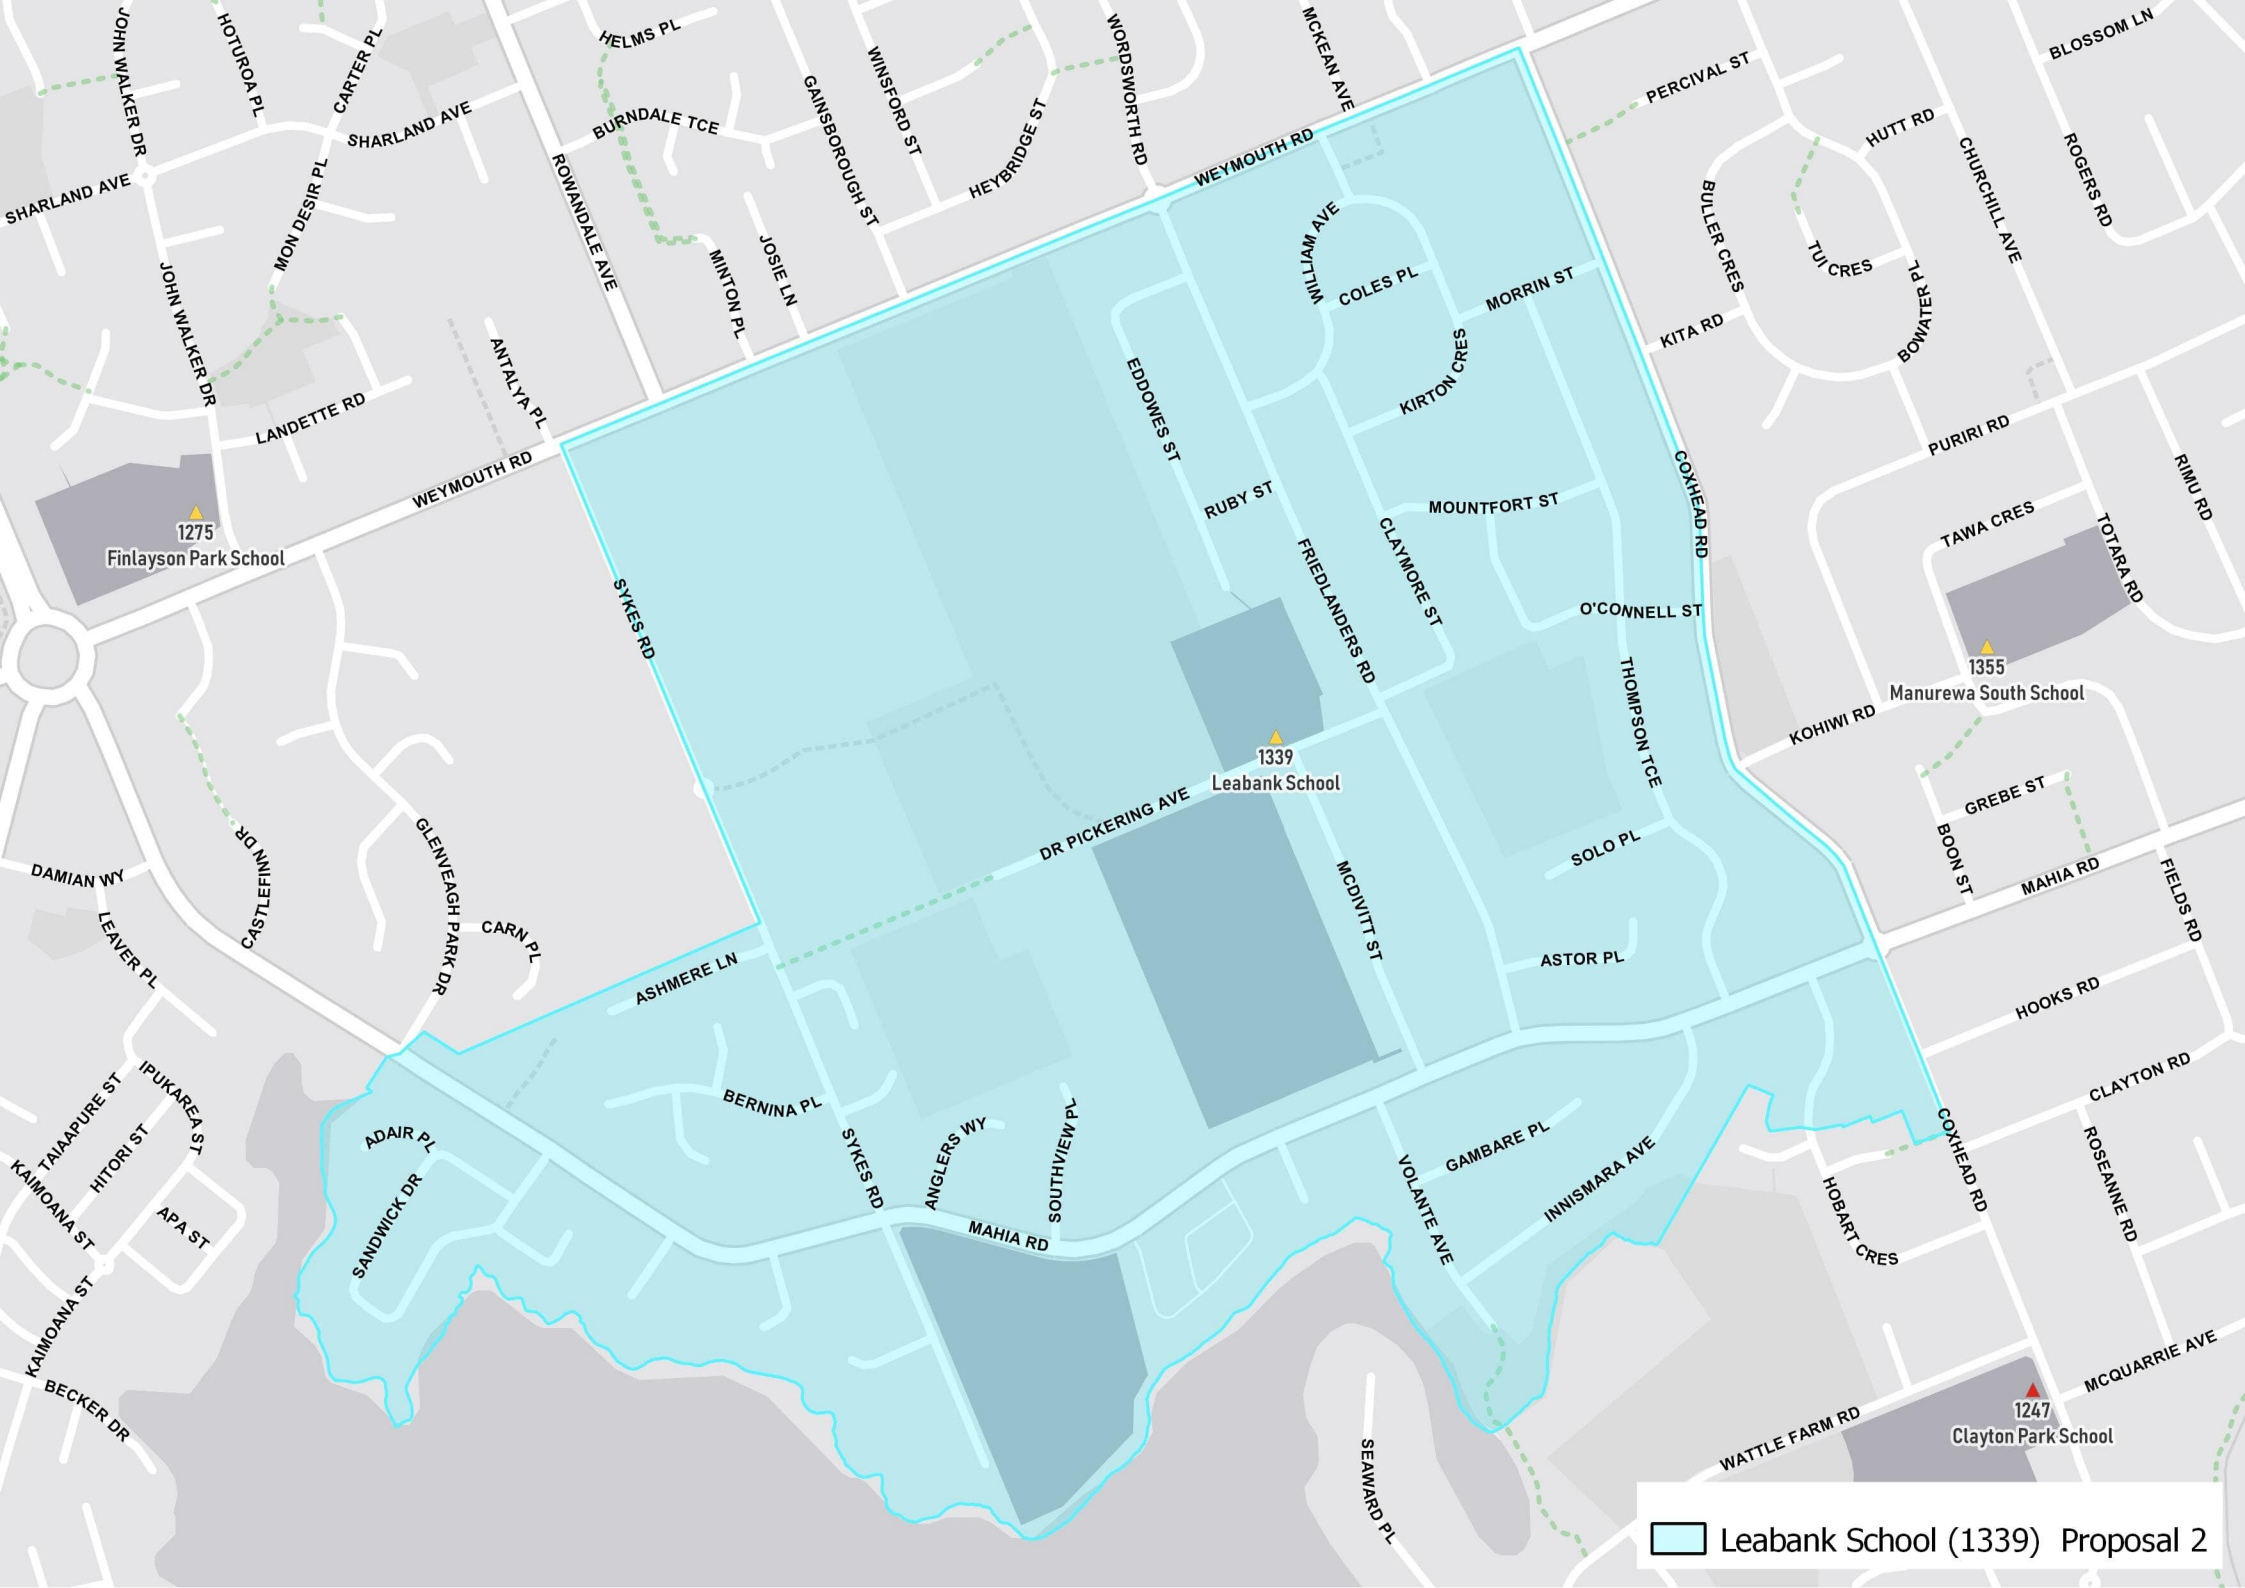 JOHN WALKER DR
HOTUROA PL
CARTER PL
SHARLAND AVE
SHARLAND AVE
MON DESIR PL
JOHN WALKER DR
LANDETTE RD
ANTALYA PL
ROWANDALE AVE
HELMS PL
BURNDALE TCE
MINTON PL
JOSIE LN
GAINSBOROUGH ST
WINSFORD ST
HEYBRIDGE ST
WORDSWORTH RD
MCKEAN AVE
WEYMOUTH RD
WEYMOUTH RD
PERCIVAL ST
BLOSSOM LN
HUTT RD
CHURCHILL AVE
ROGERS RD
BULLER CRES
TUI CRES
BOWATER PL
KITA RD
PURIRI RD
RIMU RD
TAWA CRES
TOTARA RD
WILLIAM AVE
COLES PL
MORRIN ST
KIRTON CRES
EDDOWES ST
RUBY ST
MOUNTFORT ST
CLAYMORE ST
FRIEDLANDERS RD
COXHEAD RD
O'CONNELL ST
THOMPSON TCE
SYKES RD
1275
Finlayson Park School
1355
Manurewa South School
KOHIWI RD
1339
Leabank School
DR PICKERING AVE
SOLO PL
MCDIVITT ST
ASTOR PL
GREBE ST
BOON ST
MAHIA RD
FIELDS RD
HOOKS RD
CLAYTON RD
DAMIAN WY
LEAVER PL
CASTLEFINN DR
GLENVEAGH PARK DR
CARN PL
ASHMERE LN
BERNINA PL
SYKES RD
ANGLERS WY
SOUTHVIEW PL
MAHIA RD
ADAIR PL
SANDWICK DR
IPUKAREA ST
TAIAAPURE ST
HITORI ST
KAIMOANA ST
APA ST
KAIMOANA ST
BECKER DR
VOLANTE AVE
GAMBARE PL
INNISMARA AVE
HOBART CRES
COXHEAD RD
ROSEANNE RD
MCQUARRIE AVE
WATTLE FARM RD
SEAWARD PL
1247
Clayton Park School
Leabank School (1339) Proposal 2